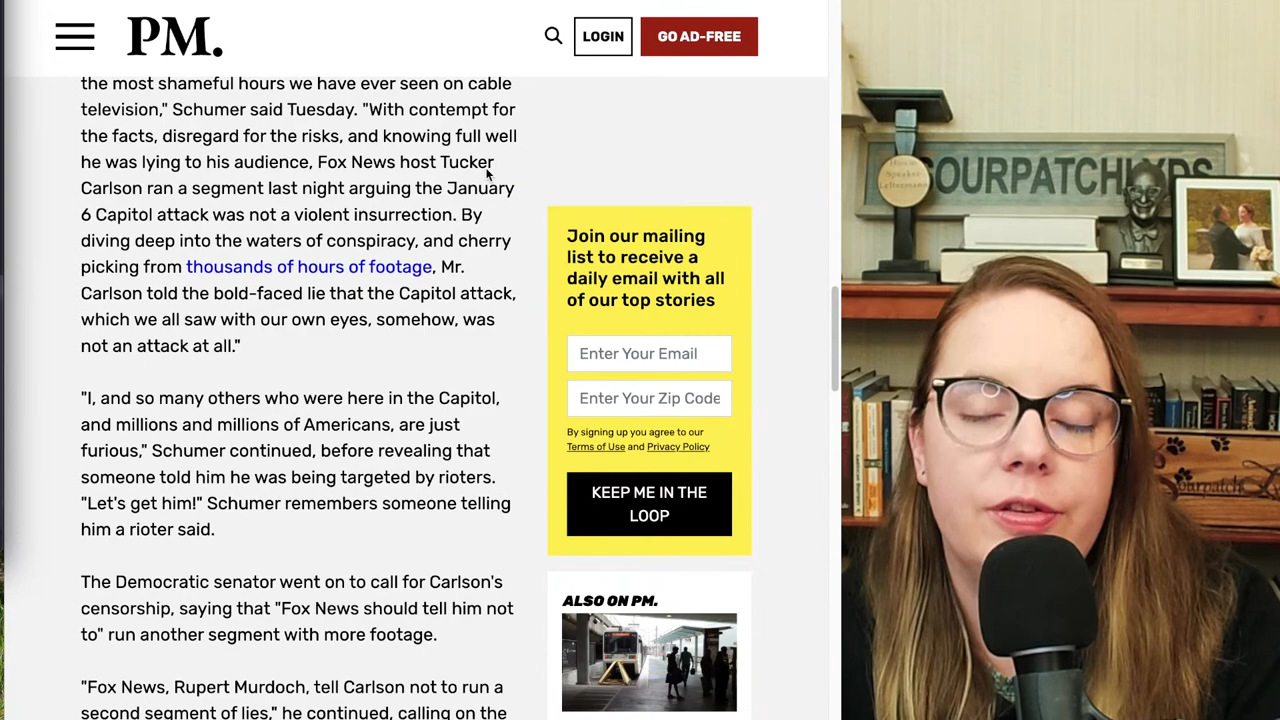 PM.
LOGIN
GO AD-FREE
the most shameful hours we have ever seen on cable
television," Schumer said Tuesday. "With contempt for
the facts, disregard for the risks, and knowing full well
he was lying to his audience, Fox News host Tucker
Carlson ran a segment last night arguing the January
6 Capitol attack was not a violent insurrection. By
diving deep into the waters of conspiracy, and cherry
picking from thousands of hours of footage, Mr.
Carlson told the bold-faced lie that the Capitol attack,
which we all saw with our own eyes, somehow, was
not an attack at all."
"I, and so many others who were here in the Capitol,
and millions and millions of Americans, are just
furious," Schumer continued, before revealing that
someone told him he was being targeted by rioters.
"Let's get him!" Schumer remembers someone telling
him a rioter said.
The Democratic senator went on to call for Carlson's
censorship, saying that "Fox News should tell him not
to" run another segment with more footage.
"Fox News, Rupert Murdoch, tell Carlson not to run a
second segment of lies," he continued, calling on the
Join our mailing
list to receive a
daily email with all
of our top stories
Enter Your Email
Enter Your Zip Code
By signing up you agree to our
Terms of Use and Privacy Policy
KEEP ME IN THE
LOOP
ALSO ON PM.
SOURPATCHLYDS
House
Speaker
Sourpatch